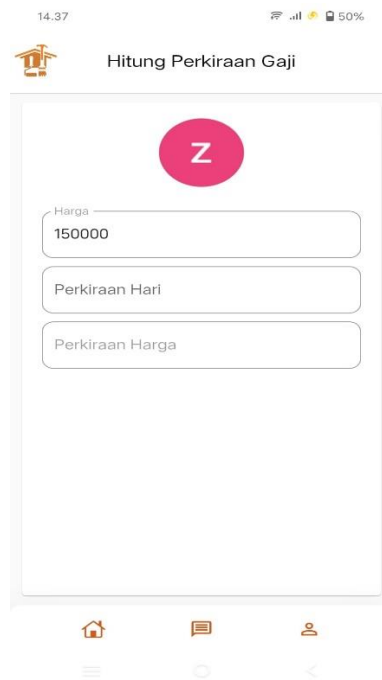 14.37
50%
Hitung Perkiraan Gaji
Z
Harga
150000
Perkiraan Hari
Perkiraan Harga